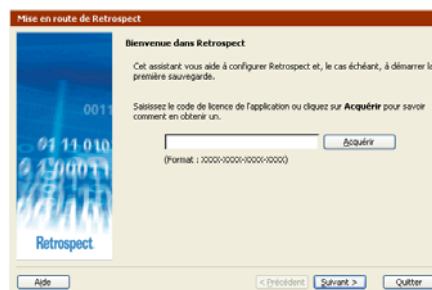 Mise en route de Retrospect
Bienvenue dans Retrospect
Cet assistant vous aide à configurer Retrospect et, le cas échéant, à démarrer la
première sauvegarde.
Saisissez le code de licence de l'application ou cliquez sur Acquérir pour savoir
comment en obtenir un.
Acquérir
(Format : XXXX-XXXX-XXXX-XXXX)
0011
01 11 010
Retrospect
Aide
< Précédent
Suivant >
Quitter